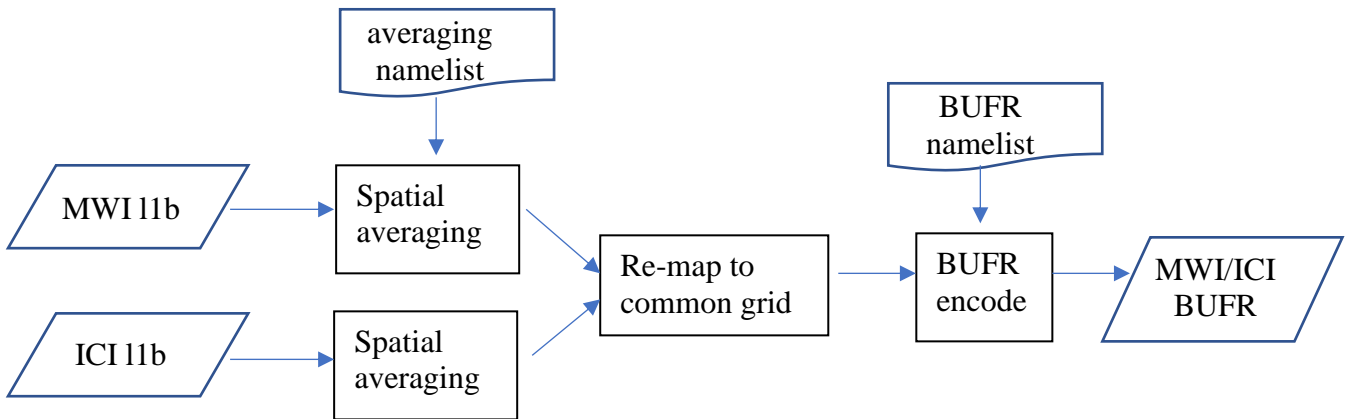 averaging
namelist
BUFR
namelist
MWI l1b
Spatial
averaging
Re-map to
common grid
BUFR
encode
MWI/ICI
BUFR
ICI l1b
Spatial
averaging